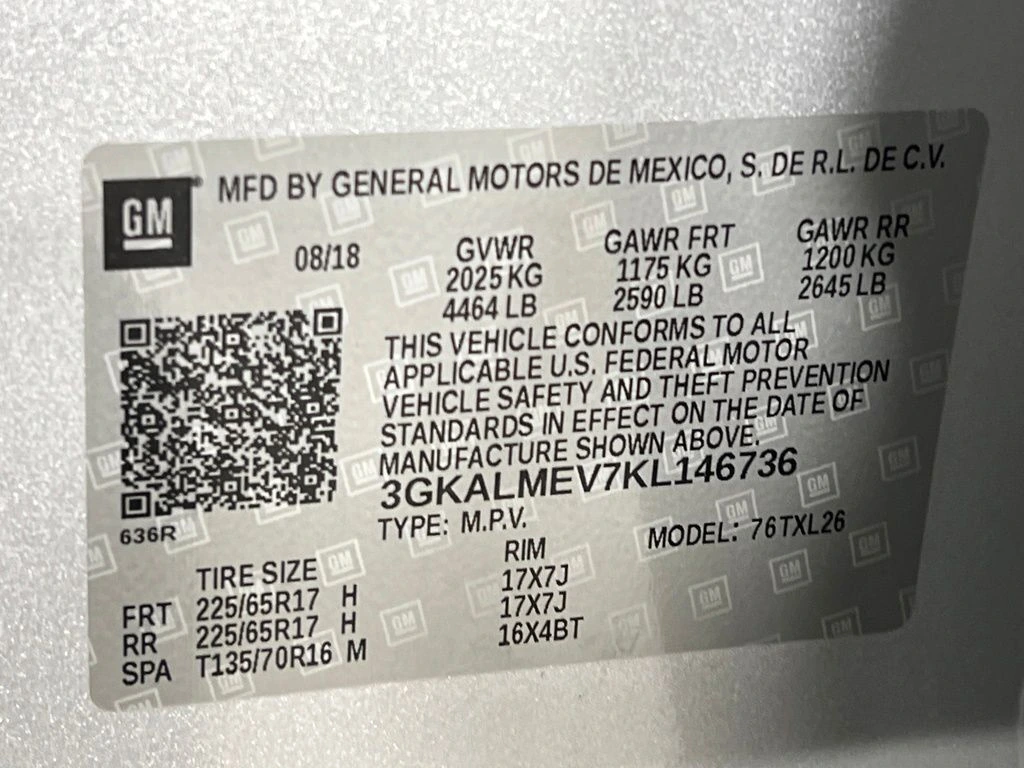 GM
MFD BY GENERAL MOTORS DE MEXICO, S. DE R.L. DE C.V.
08/18 GVWR GAWR FRT GAWR RR
2025 KG 1175 KG 1200 KG
4464 LB 2590 LB 2645 LB
THIS VEHICLE CONFORMS TO ALL
APPLICABLE U.S. FEDERAL MOTOR
VEHICLE SAFETY AND THEFT PREVENTION
STANDARDS IN EFFECT ON THE DATE OF
MANUFACTURE SHOWN ABOVE.
3GKALMEV7KL146736
636R
TYPE: M.P.V. MODEL: 76TXL26
TIRE SIZE RIM
FRT 225/65R17 H 17X7J
RR 225/65R17 H 17X7J
SPA T135/70R16 M 16X4BT